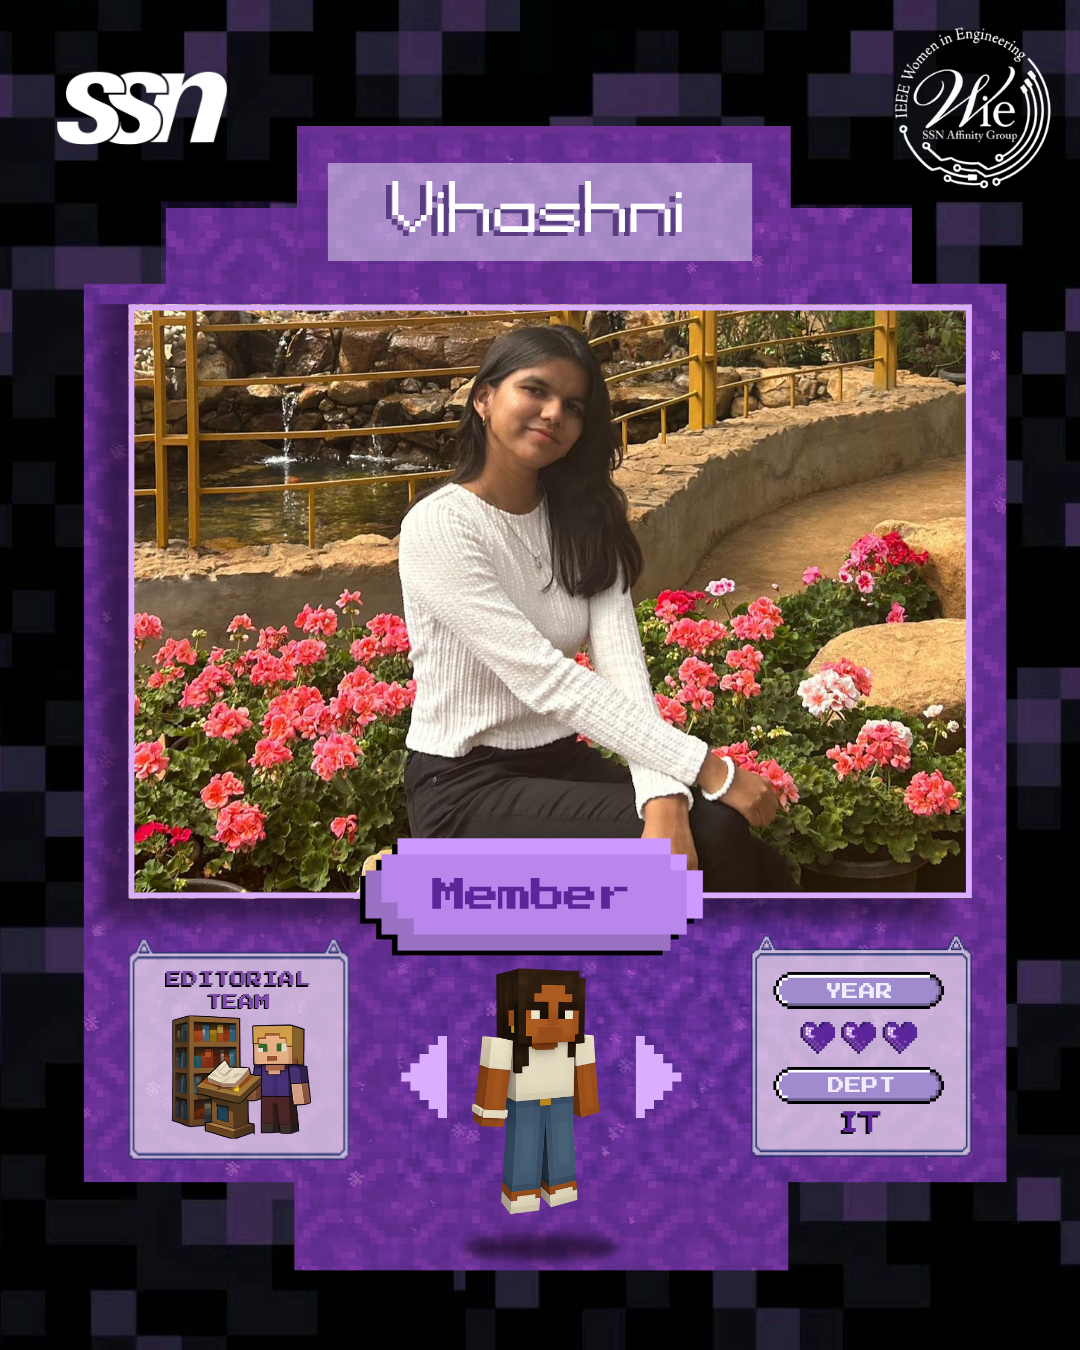 ssn
IEEE Women in Engineering
Wie
SSN Affinity Group
Vihashni
Member
EDITORIAL
TEAM
YEAR
DEPT
IT